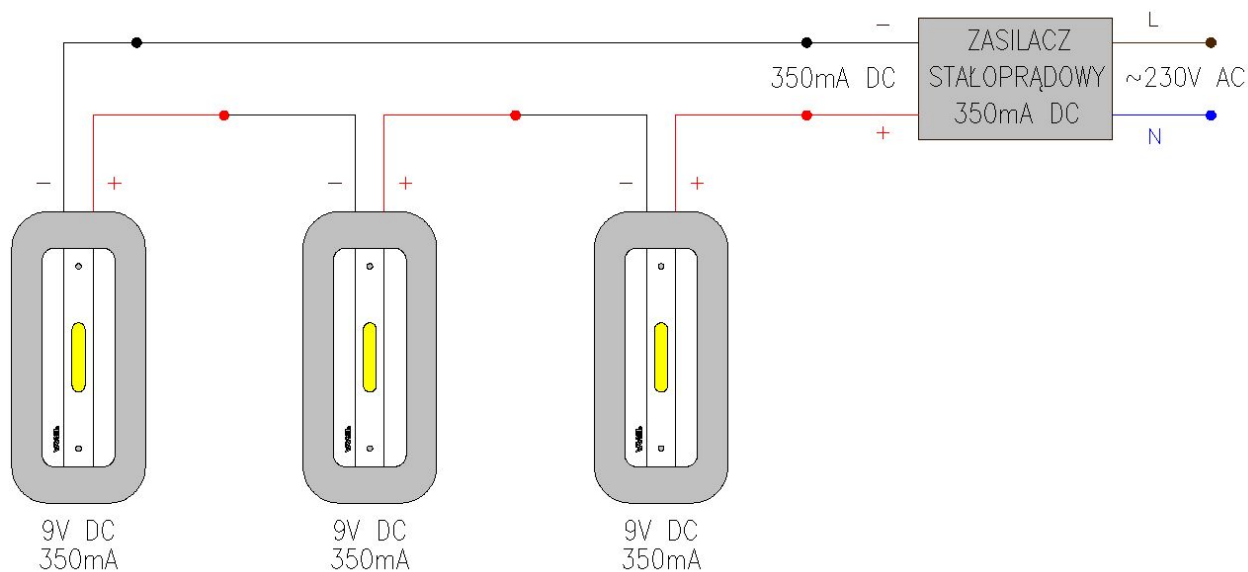 − ZASILACZ L
350mA DC STAŁOPRĄDOWY ~230V AC
+ 350mA DC N
− + − + − +
9V DC 9V DC 9V DC
350mA 350mA 350mA